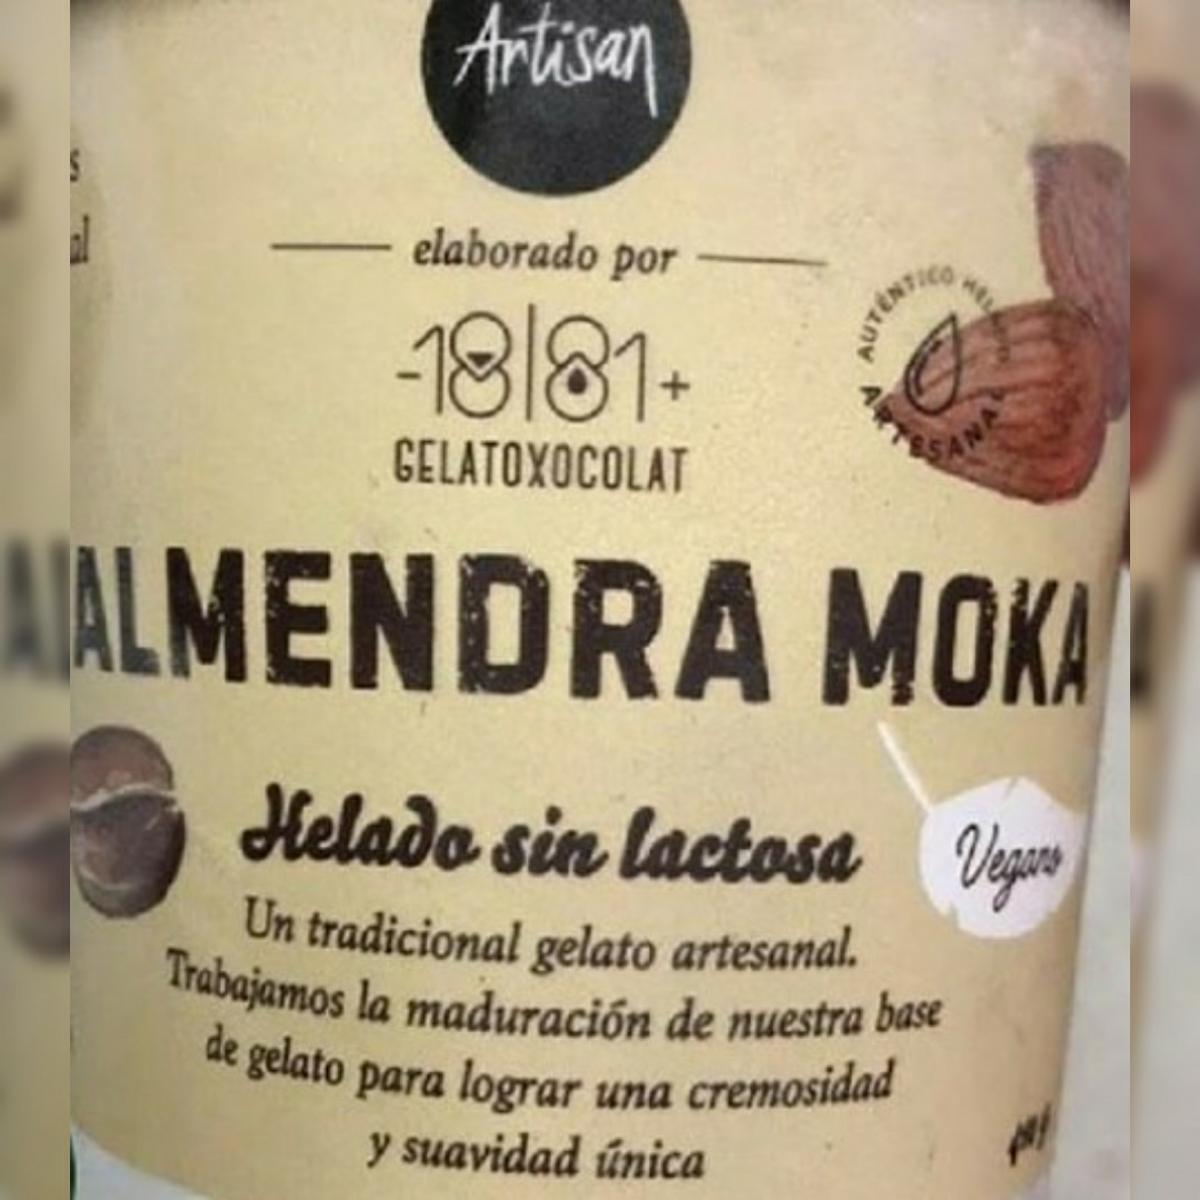 Artisan
elaborado por
-18|81+
GELATOXOCOLAT
AUTÉNTICO HELADO
ARTESANAL
ALMENDRA MOKA
Helado sin lactosa
Vegano
Un tradicional gelato artesanal.
Trabajamos la maduración de nuestra base
de gelato para lograr una cremosidad
y suavidad única